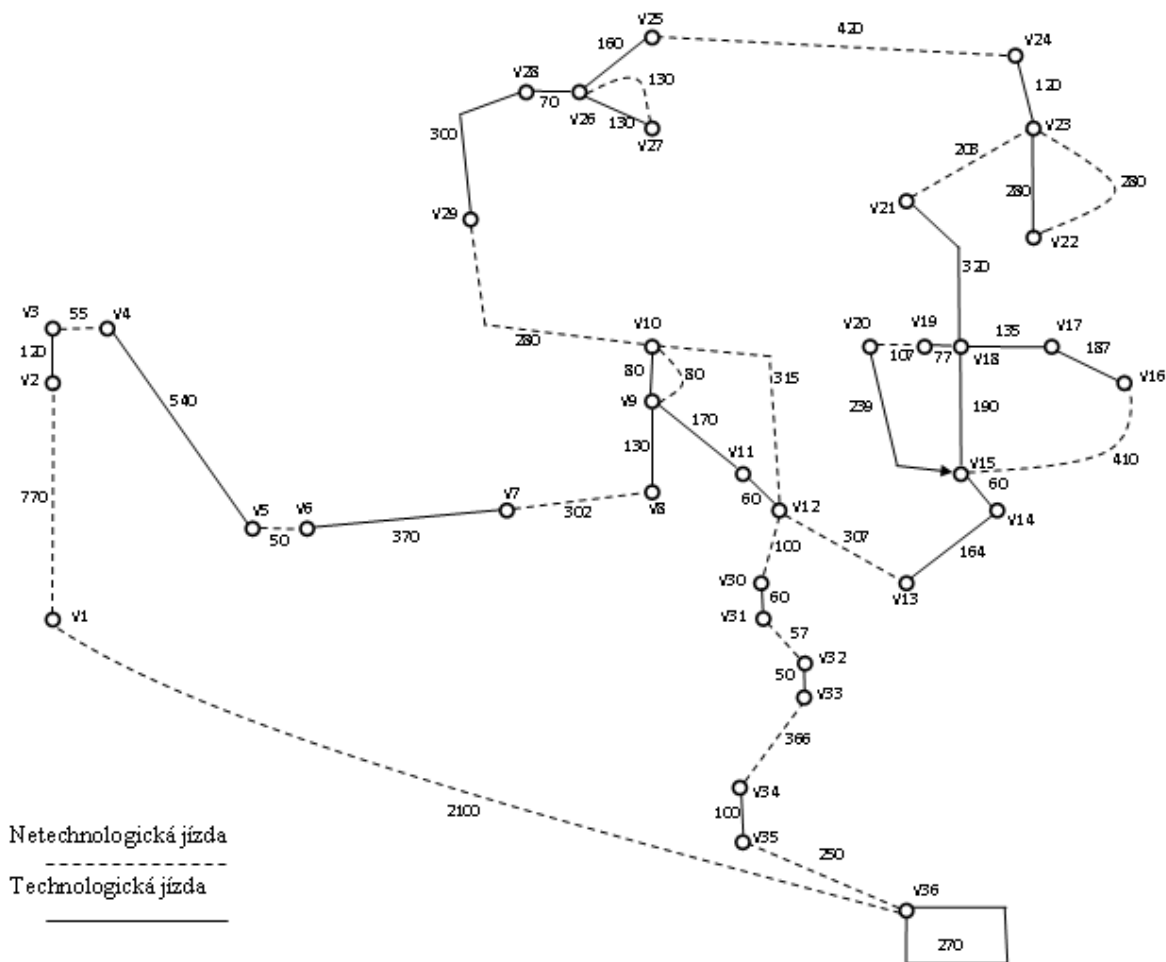 V25
420
V24
160
V28
130
120
70
V26
130
V27
V23
300
203
280
280
V21
V29
V22
320
V3
55
V4
V10
V20
V19
V18
135
V17
280
107
77
187
120
80
80
315
V16
V2
V9
540
170
239
190
130
V11
V15
410
770
V7
60
60
V5
V6
V8
V12
V14
302
50
370
100
307
164
V30
V13
60
V1
V31
57
V32
50
V33
366
V34
2100
100
Netechnologická jízda
V35
250
Technologická jízda
V36
270